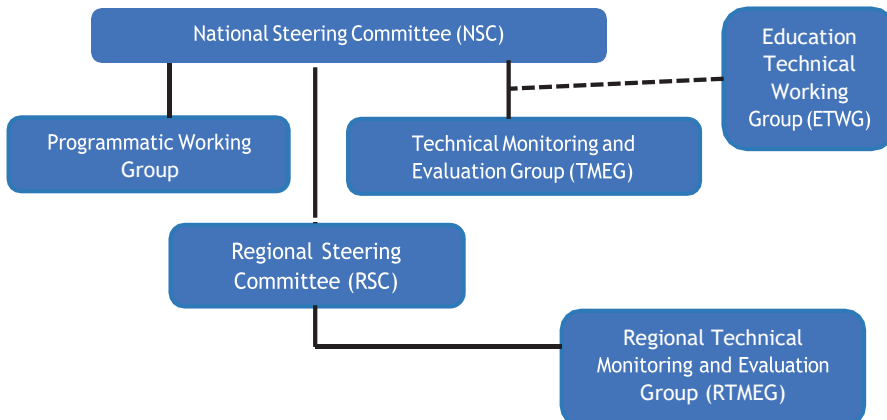 National Steering Committee (NSC)
Education
Technical
Working
Group (ETWG)
Programmatic Working
Group
Technical Monitoring and
Evaluation Group (TMEG)
Regional Steering
Committee (RSC)
Regional Technical
Monitoring and Evaluation
Group (RTMEG)